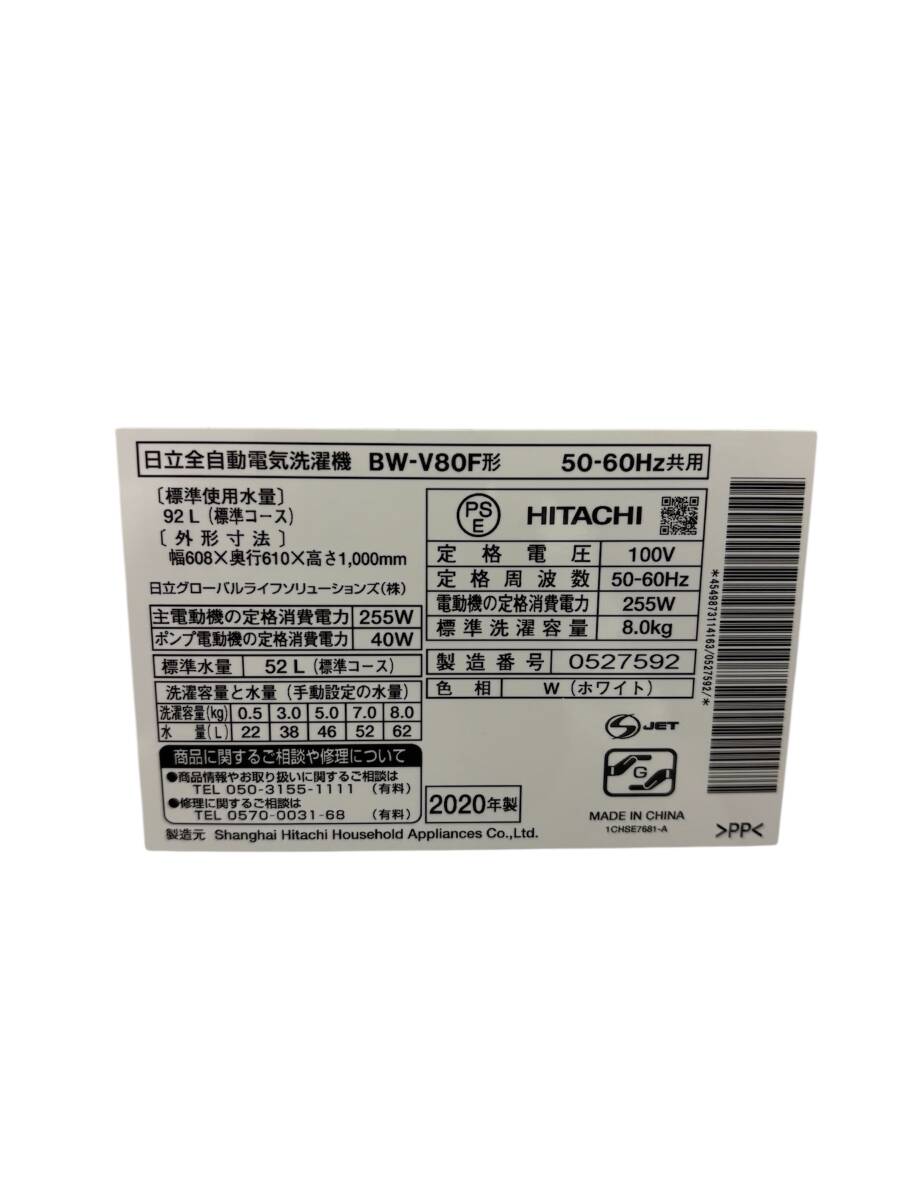 日立全自動電気洗濯機 BW-V80F形 50-60Hz共用
〔標準使用水量〕
92 L (標準コース)
〔外形寸法〕
幅608×奥行610×高さ1,000mm
日立グローバルライフソリューションズ(株)
主電動機の定格消費電力 255W
ポンプ電動機の定格消費電力 40W
標準水量 52 L (標準コース)
洗濯容量と水量 (手動設定の水量)
洗濯容量(kg) 0.5 3.0 5.0 7.0 8.0
水 量(L) 22 38 46 52 62
商品に関するご相談や修理について
●商品情報やお取り扱いに関するご相談は
TEL 050-3155-1111 (有料)
●修理に関するご相談は
TEL 0570-0031-68 (有料)
製造元 Shanghai Hitachi Household Appliances Co.,Ltd.
PSE HITACHI
定格電圧 100V
定格周波数 50-60Hz
電動機の定格消費電力 255W
標準洗濯容量 8.0kg
製造番号 0527592
色相 W (ホワイト)
S JET
G
2020年製
MADE IN CHINA
1CHSE7681-A
*4549873114163/0527592/*
>PP<